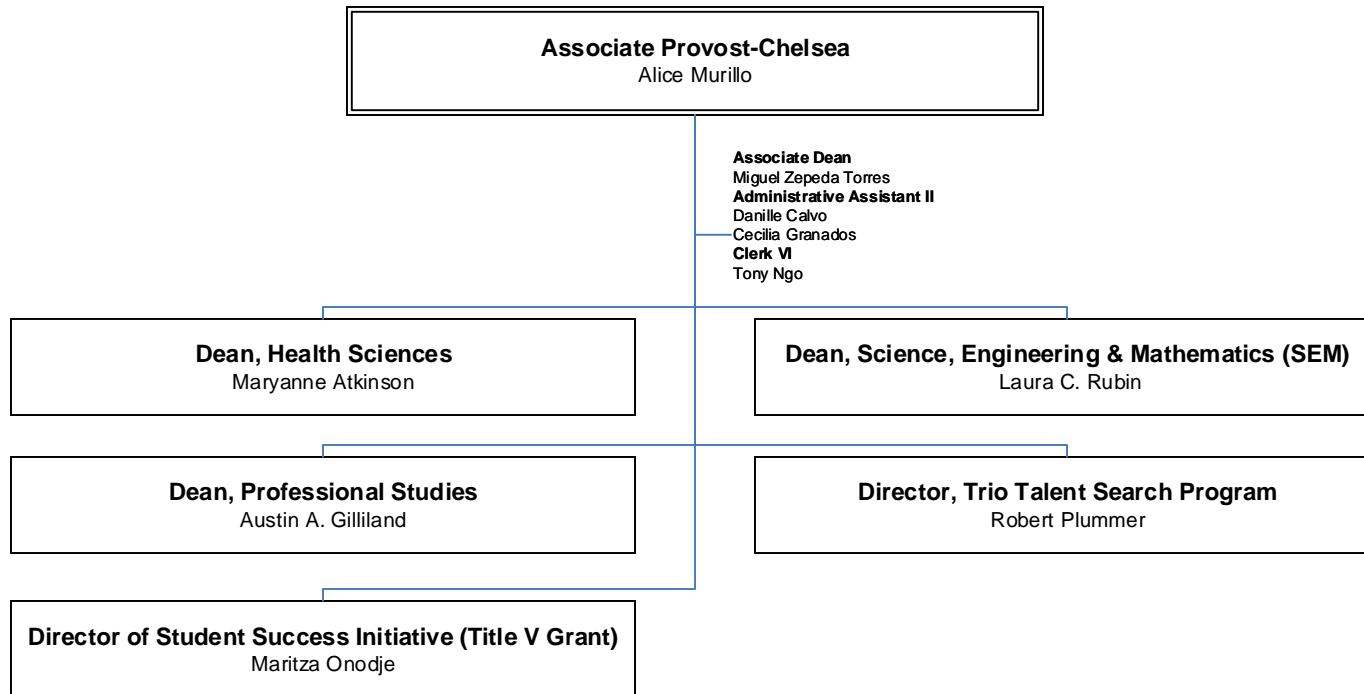 Associate Provost-Chelsea
Alice Murillo
Associate Dean
Miguel Zepeda Torres
Administrative Assistant II
Danille Calvo
Cecilia Granados
Clerk VI
Tony Ngo
Dean, Health Sciences
Maryanne Atkinson
Dean, Science, Engineering & Mathematics (SEM)
Laura C. Rubin
Dean, Professional Studies
Austin A. Gilliland
Director, Trio Talent Search Program
Robert Plummer
Director of Student Success Initiative (Title V Grant)
Maritza Onodje